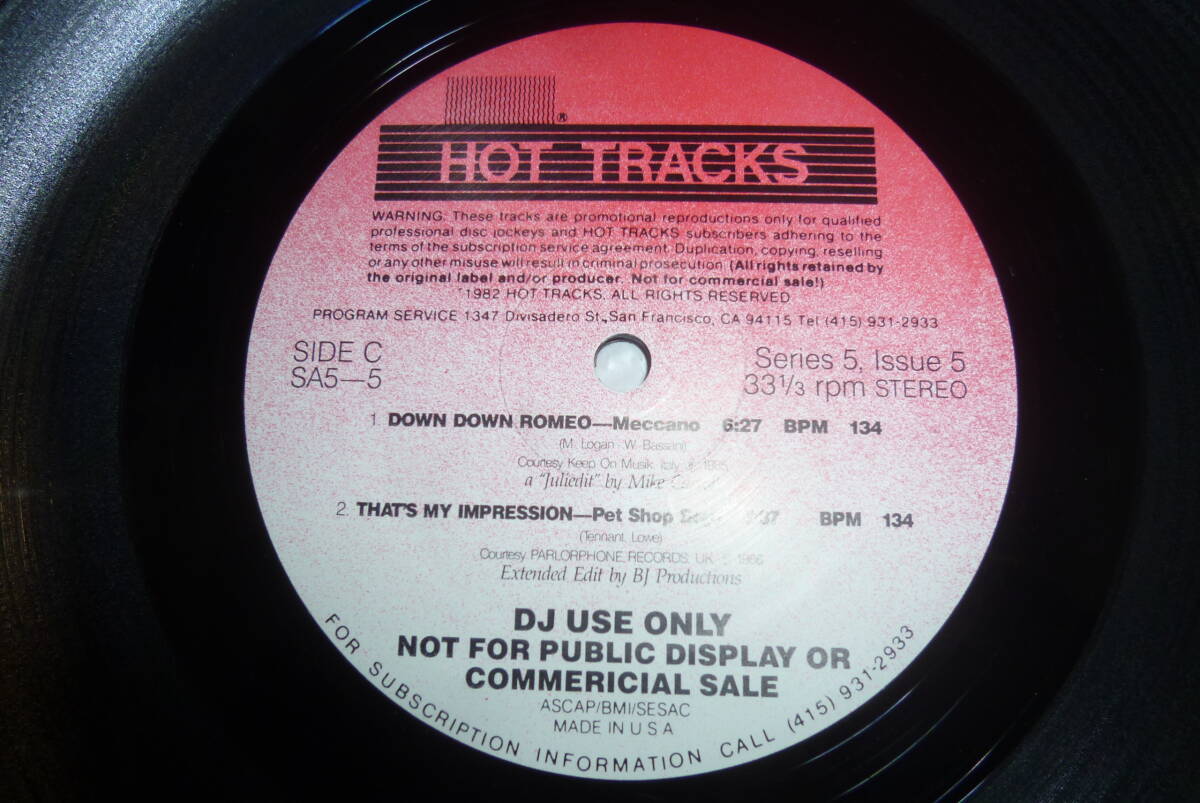 ®
HOT TRACKS
WARNING: These tracks are promotional reproductions only for qualified
professional disc jockeys and HOT TRACKS subscribers adhering to the
terms of the subscription service agreement. Duplication, copying, reselling
or any other misuse will result in criminal prosecution (All rights retained by
the original label and/or producer. Not for commercial sale!)
1982 HOT TRACKS, ALL RIGHTS RESERVED
PROGRAM SERVICE 1347 Divisadero St., San Francisco, CA 94115 Tel (415) 931-2933
SIDE C
SA5—5
Series 5, Issue 5
33 1/3 rpm STEREO
1. DOWN DOWN ROMEO—Meccano 6:27 BPM 134
(M. Logan W. Bassani)
Courtesy Keep On Musik, Italy
a "Juliedit" by Mike
2. THAT'S MY IMPRESSION—Pet Shop BPM 134
(Tennant, Lowe)
Courtesy PARLORPHONE RECORDS, UK
Extended Edit by BJ Productions
DJ USE ONLY
NOT FOR PUBLIC DISPLAY OR
COMMERICIAL SALE
ASCAP/BMI/SESAC
MADE IN U S A
FOR SUBSCRIPTION INFORMATION CALL (415) 931-2933